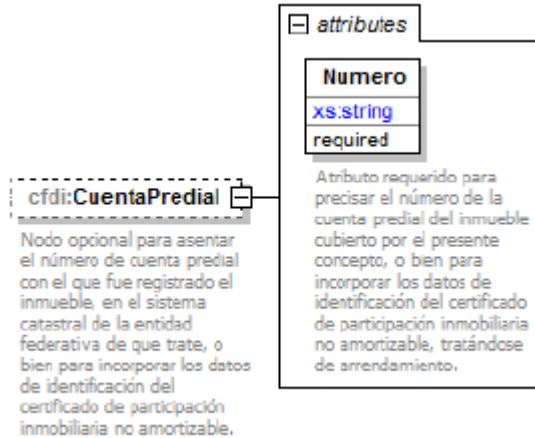 attributes
Numero
xs:string
required
Atributo requerido para
precisar el número de la
cuenta predial del inmueble
cubierto por el presente
concepto, o bien para
incorporar los datos de
identificación del certificado
de participación inmobiliaria
no amortizable, tratándose
de arrendamiento.
cfdi:CuentaPredial
Nodo opcional para asentar
el número de cuenta predial
con el que fue registrado el
inmueble, en el sistema
catastral de la entidad
federativa de que trate, o
bien para incorporar los datos
de identificación del
certificado de participación
inmobiliaria no amortizable.